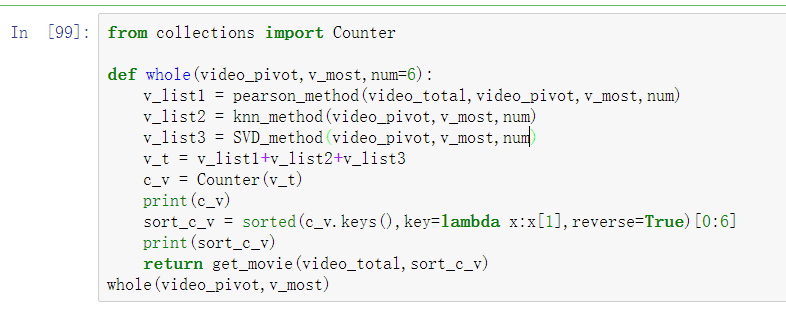 In [99]: from collections import Counter

def whole(video_pivot,v_most,num=6):
    v_list1 = pearson_method(video_total,video_pivot,v_most,num)
    v_list2 = knn_method(video_pivot,v_most,num)
    v_list3 = SVD_method(video_pivot,v_most,num)
    v_t = v_list1+v_list2+v_list3
    c_v = Counter(v_t)
    print(c_v)
    sort_c_v = sorted(c_v.keys(),key=lambda x:x[1],reverse=True)[0:6]
    print(sort_c_v)
    return get_movie(video_total,sort_c_v)
whole(video_pivot,v_most)